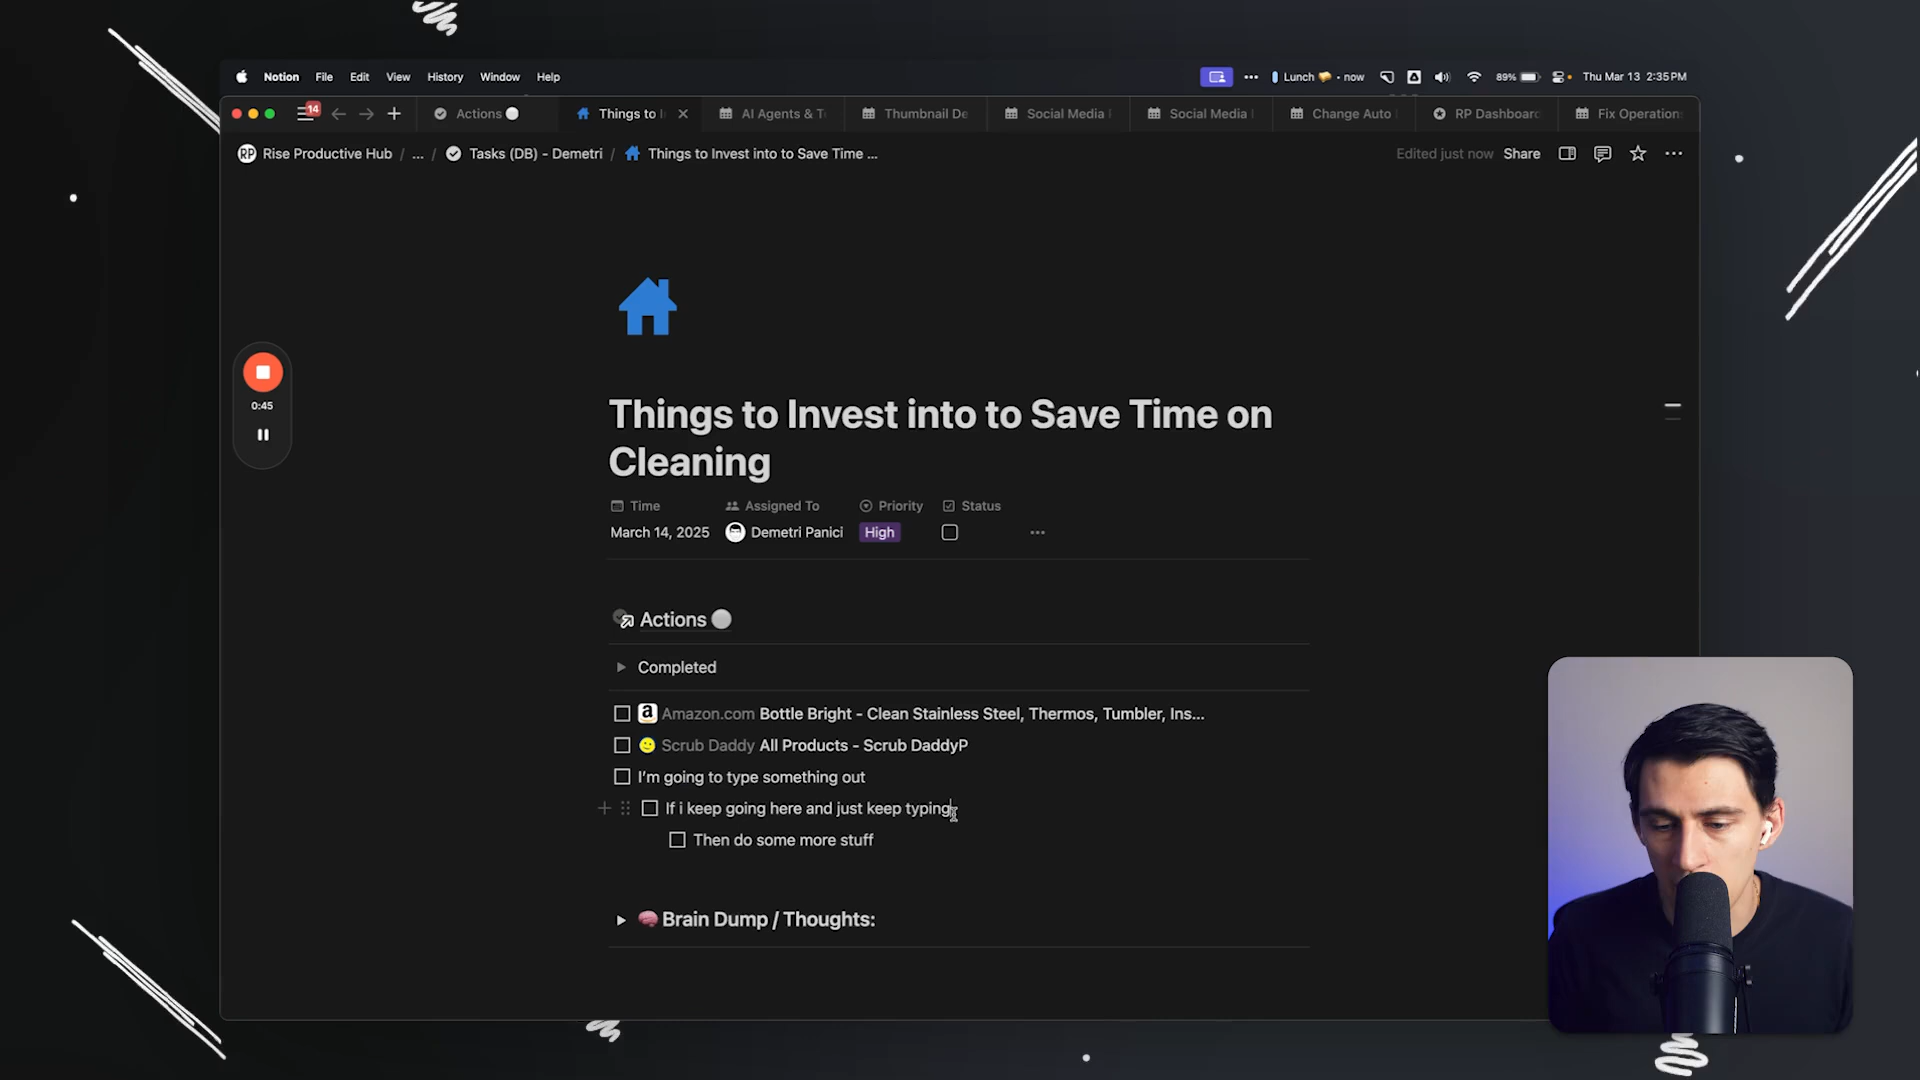 Notion File Edit View History Window Help
Lunch • now 89% Thu Mar 13 2:35 PM
14 Actions Things to I AI Agents & T Thumbnail De Social Media Social Media Change Auto RP Dashboard Fix Operations
RP Rise Productive Hub / ... / Tasks (DB) - Demetri / Things to Invest into to Save Time ... Edited just now Share
0:45
Things to Invest into to Save Time on
Cleaning
Time Assigned To Priority Status
March 14, 2025 Demetri Panici High
Actions
Completed
a Amazon.com Bottle Bright - Clean Stainless Steel, Thermos, Tumbler, Ins...
Scrub Daddy All Products - Scrub DaddyP
I'm going to type something out
If i keep going here and just keep typing
Then do some more stuff
Brain Dump / Thoughts: